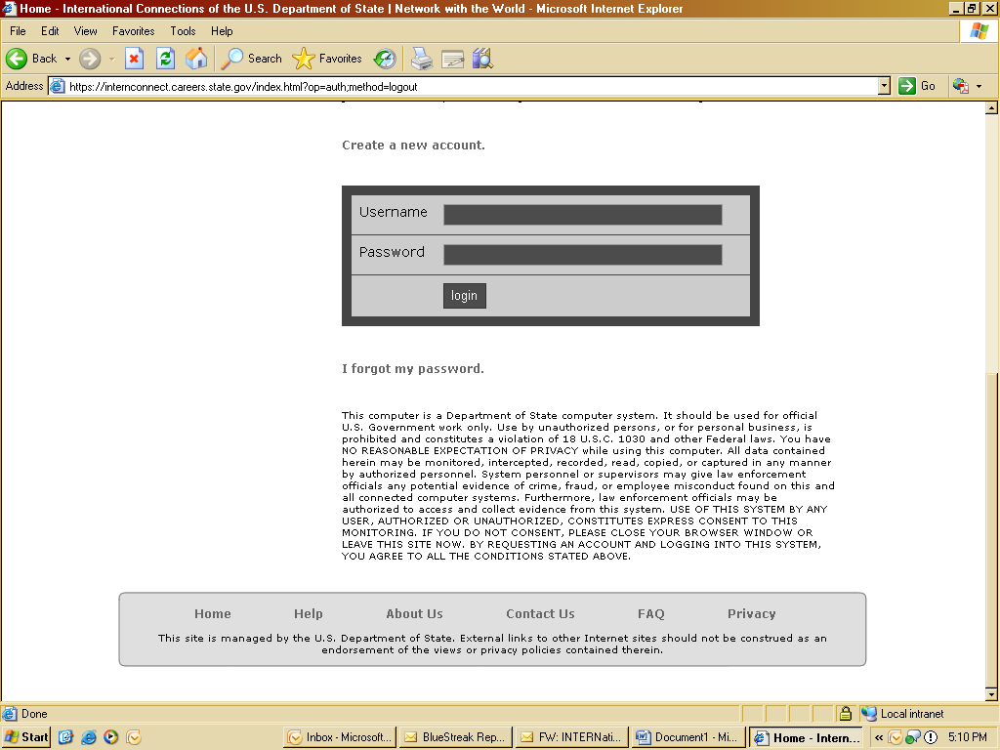 Home - International Connections of the U.S. Department of State | Network with the World - Microsoft Internet Explorer
File Edit View Favorites Tools Help
Back Search Favorites
Address https://internconnect.careers.state.gov/index.html?op=auth;method=logout Go
Create a new account.
Username
Password
login
I forgot my password.
This computer is a Department of State computer system. It should be used for official
U.S. Government work only. Use by unauthorized persons, or for personal business, is
prohibited and constitutes a violation of 18 U.S.C. 1030 and other Federal laws. You have
NO REASONABLE EXPECTATION OF PRIVACY while using this computer. All data contained
herein may be monitored, intercepted, recorded, read, copied, or captured in any manner
by authorized personnel. System personnel or supervisors may give law enforcement
officials any potential evidence of crime, fraud, or employee misconduct found on this and
all connected computer systems. Furthermore, law enforcement officials may be
authorized to access and collect evidence from this system. USE OF THIS SYSTEM BY ANY
USER, AUTHORIZED OR UNAUTHORIZED, CONSTITUTES EXPRESS CONSENT TO THIS
MONITORING. IF YOU DO NOT CONSENT, PLEASE CLOSE YOUR BROWSER WINDOW OR
LEAVE THIS SITE NOW. BY REQUESTING AN ACCOUNT AND LOGGING INTO THIS SYSTEM,
YOU AGREE TO ALL THE CONDITIONS STATED ABOVE.
Home Help About Us Contact Us FAQ Privacy
This site is managed by the U.S. Department of State. External links to other Internet sites should not be construed as an
endorsement of the views or privacy policies contained therein.
Done Local intranet
Start Inbox - Microsoft... BlueStreak Rep... FW: INTERNati... Document1 - Mi... Home - Intern... « 5:10 PM